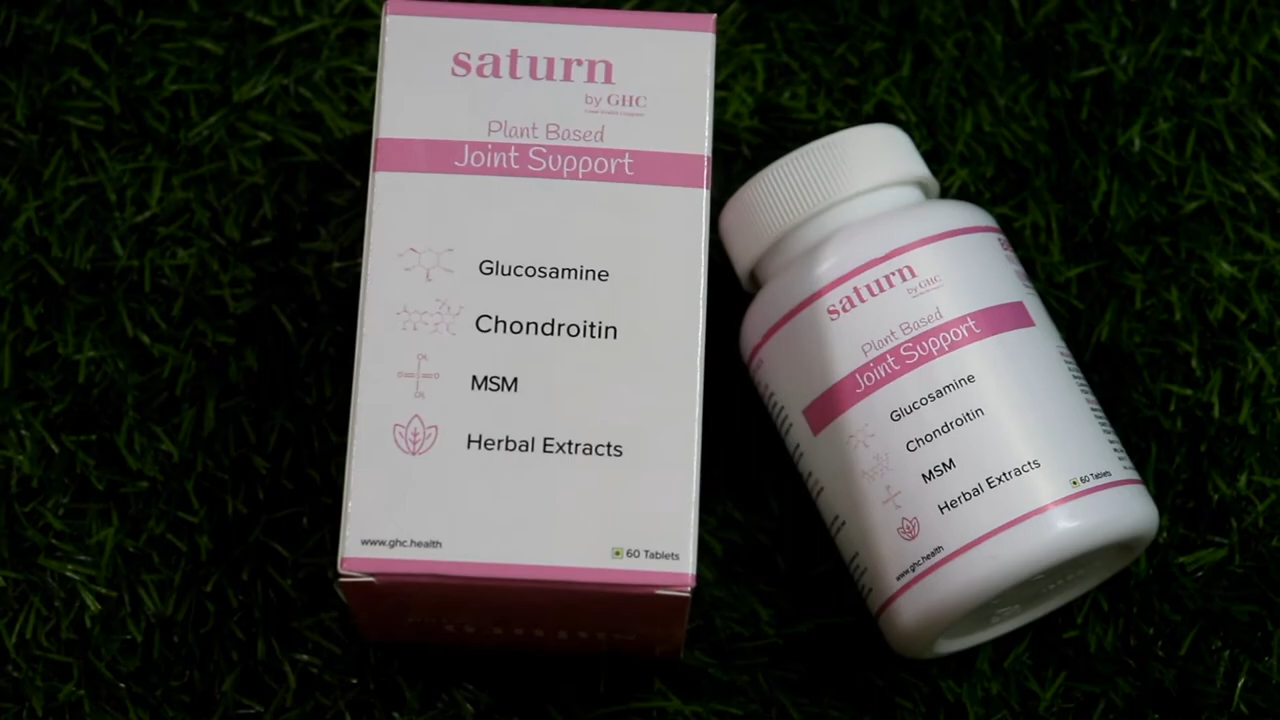 saturn
by GHC
Plant Based
Joint Support
Glucosamine
Chondroitin
MSM
Herbal Extracts
www.ghc.health
60 Tablets
saturn
by GHC
Plant Based
Joint Support
Glucosamine
Chondroitin
MSM
Herbal Extracts
60 Tablets
www.ghc.health